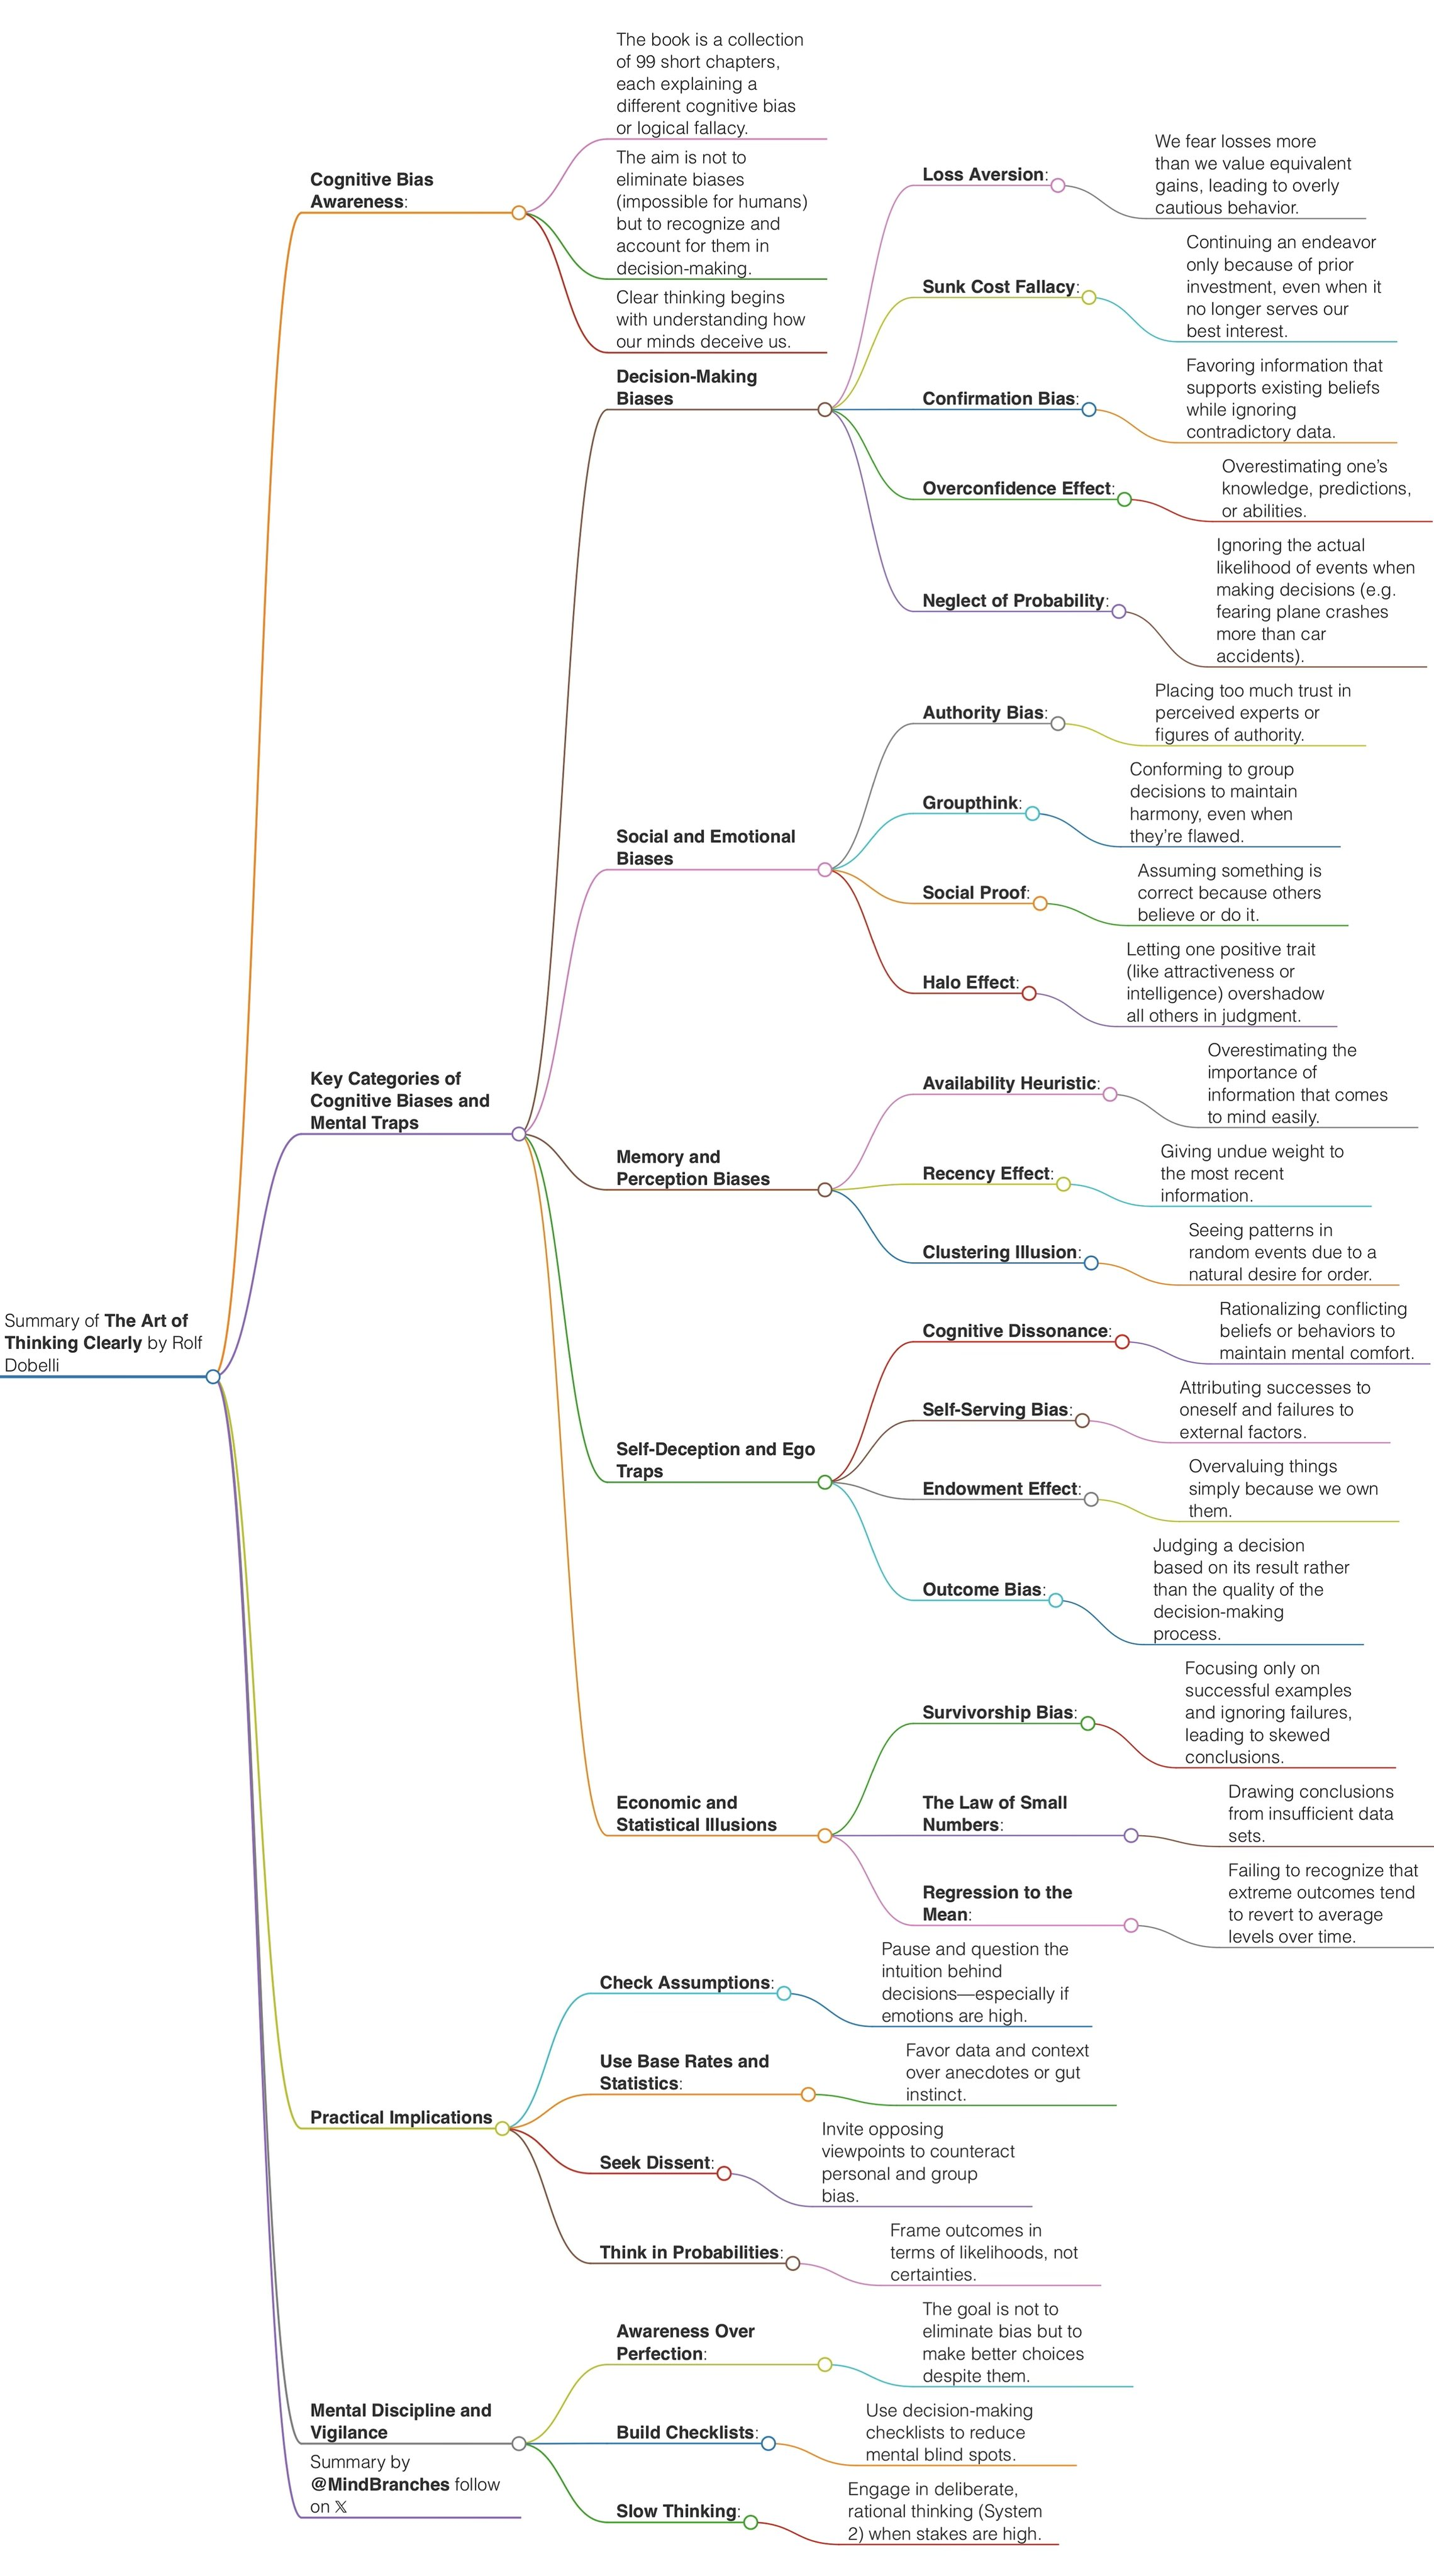 Summary of The Art of
Thinking Clearly by Rolf
Dobelli
Cognitive Bias
Awareness:
The book is a collection
of 99 short chapters,
each explaining a
different cognitive bias
or logical fallacy.
The aim is not to
eliminate biases
(impossible for humans)
but to recognize and
account for them in
decision-making.
Clear thinking begins
with understanding how
our minds deceive us.
Key Categories of
Cognitive Biases and
Mental Traps
Decision-Making
Biases
Loss Aversion:
We fear losses more
than we value equivalent
gains, leading to overly
cautious behavior.
Sunk Cost Fallacy:
Continuing an endeavor
only because of prior
investment, even when it
no longer serves our
best interest.
Confirmation Bias:
Favoring information that
supports existing beliefs
while ignoring
contradictory data.
Overconfidence Effect:
Overestimating one’s
knowledge, predictions,
or abilities.
Neglect of Probability:
Ignoring the actual
likelihood of events when
making decisions (e.g.
fearing plane crashes
more than car
accidents).
Social and Emotional
Biases
Authority Bias:
Placing too much trust in
perceived experts or
figures of authority.
Groupthink:
Conforming to group
decisions to maintain
harmony, even when
they’re flawed.
Social Proof:
Assuming something is
correct because others
believe or do it.
Halo Effect:
Letting one positive trait
(like attractiveness or
intelligence) overshadow
all others in judgment.
Memory and
Perception Biases
Availability Heuristic:
Overestimating the
importance of
information that comes
to mind easily.
Recency Effect:
Giving undue weight to
the most recent
information.
Clustering Illusion:
Seeing patterns in
random events due to a
natural desire for order.
Self-Deception and Ego
Traps
Cognitive Dissonance:
Rationalizing conflicting
beliefs or behaviors to
maintain mental comfort.
Self-Serving Bias:
Attributing successes to
oneself and failures to
external factors.
Endowment Effect:
Overvaluing things
simply because we own
them.
Outcome Bias:
Judging a decision
based on its result rather
than the quality of the
decision-making
process.
Economic and
Statistical Illusions
Survivorship Bias:
Focusing only on
successful examples
and ignoring failures,
leading to skewed
conclusions.
The Law of Small
Numbers:
Drawing conclusions
from insufficient data
sets.
Regression to the
Mean:
Failing to recognize that
extreme outcomes tend
to revert to average
levels over time.
Practical Implications
Check Assumptions:
Pause and question the
intuition behind
decisions—especially if
emotions are high.
Use Base Rates and
Statistics:
Favor data and context
over anecdotes or gut
instinct.
Seek Dissent:
Invite opposing
viewpoints to counteract
personal and group
bias.
Think in Probabilities:
Frame outcomes in
terms of likelihoods, not
certainties.
Mental Discipline and
Vigilance
Awareness Over
Perfection:
The goal is not to
eliminate bias but to
make better choices
despite them.
Build Checklists:
Use decision-making
checklists to reduce
mental blind spots.
Slow Thinking:
Engage in deliberate,
rational thinking (System
2) when stakes are high.
Summary by
@MindBranches follow
on 𝕏